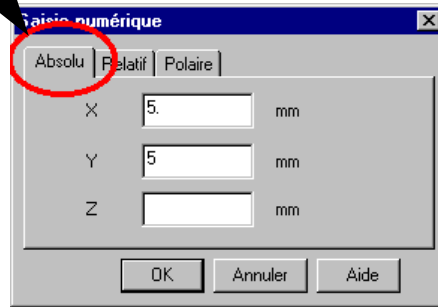 Saisie numérique
Absolu Relatif Polaire
X 5. mm
Y 5 mm
Z mm
OK Annuler Aide